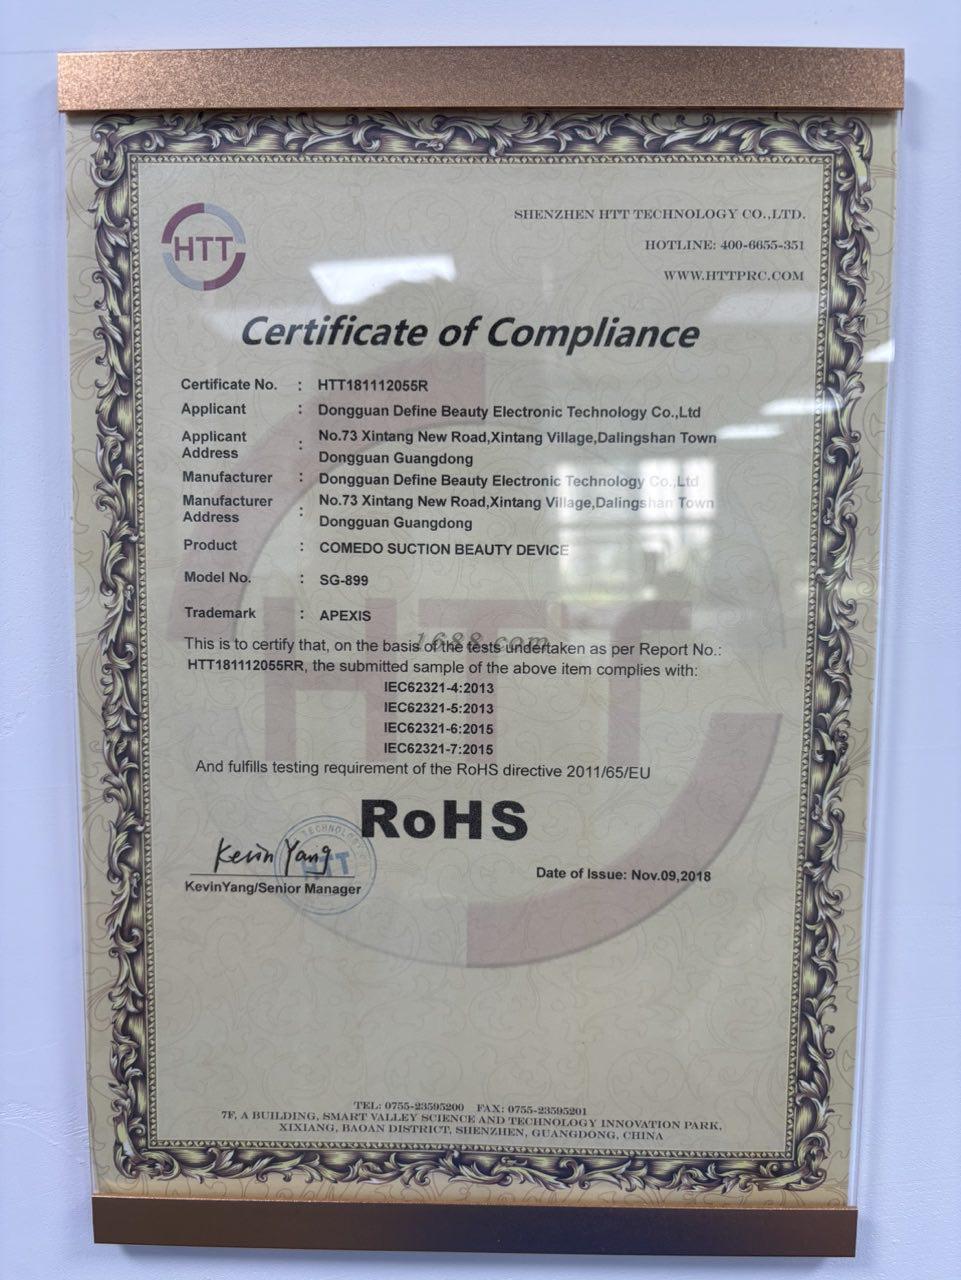 HTT
SHENZHEN HTT TECHNOLOGY CO.,LTD.
HOTLINE: 400-6655-351
WWW.HTTPRC.COM
Certificate of Compliance
Certificate No. : HTT181112055R
Applicant : Dongguan Define Beauty Electronic Technology Co.,Ltd
Applicant Address : No.73 Xintang New Road,Xintang Village,Dalingshan Town
Dongguan Guangdong
Manufacturer : Dongguan Define Beauty Electronic Technology Co.,Ltd
Manufacturer Address : No.73 Xintang New Road,Xintang Village,Dalingshan Town
Dongguan Guangdong
Product : COMEDO SUCTION BEAUTY DEVICE
Model No. : SG-899
Trademark : APEXIS
1688.com
This is to certify that, on the basis of the tests undertaken as per Report No.:
HTT181112055RR, the submitted sample of the above item complies with:
IEC62321-4:2013
IEC62321-5:2013
IEC62321-6:2015
IEC62321-7:2015
And fulfills testing requirement of the RoHS directive 2011/65/EU
HTT
RoHS
Kevin Yang
HTT
KevinYang/Senior Manager
Date of Issue: Nov.09,2018
TEL: 0755-23595200 FAX: 0755-23595201
7F, A BUILDING, SMART VALLEY SCIENCE AND TECHNOLOGY INNOVATION PARK,
XIXIANG, BAOAN DISTRICT, SHENZHEN, GUANGDONG, CHINA